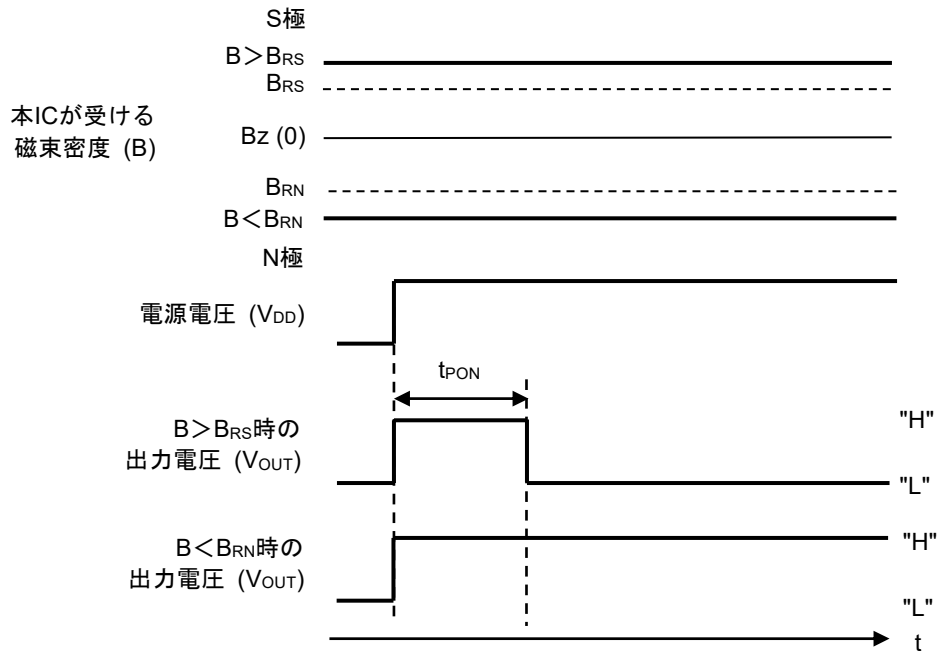 S極
B＞BRS
BRS
本ICが受ける
磁束密度 (B)
Bz (0)
BRN
B＜BRN
N極
電源電圧 (VDD)
tPON
B＞BRS時の
出力電圧 (VOUT)
"H"
"L"
B＜BRN時の
出力電圧 (VOUT)
"H"
"L"
t